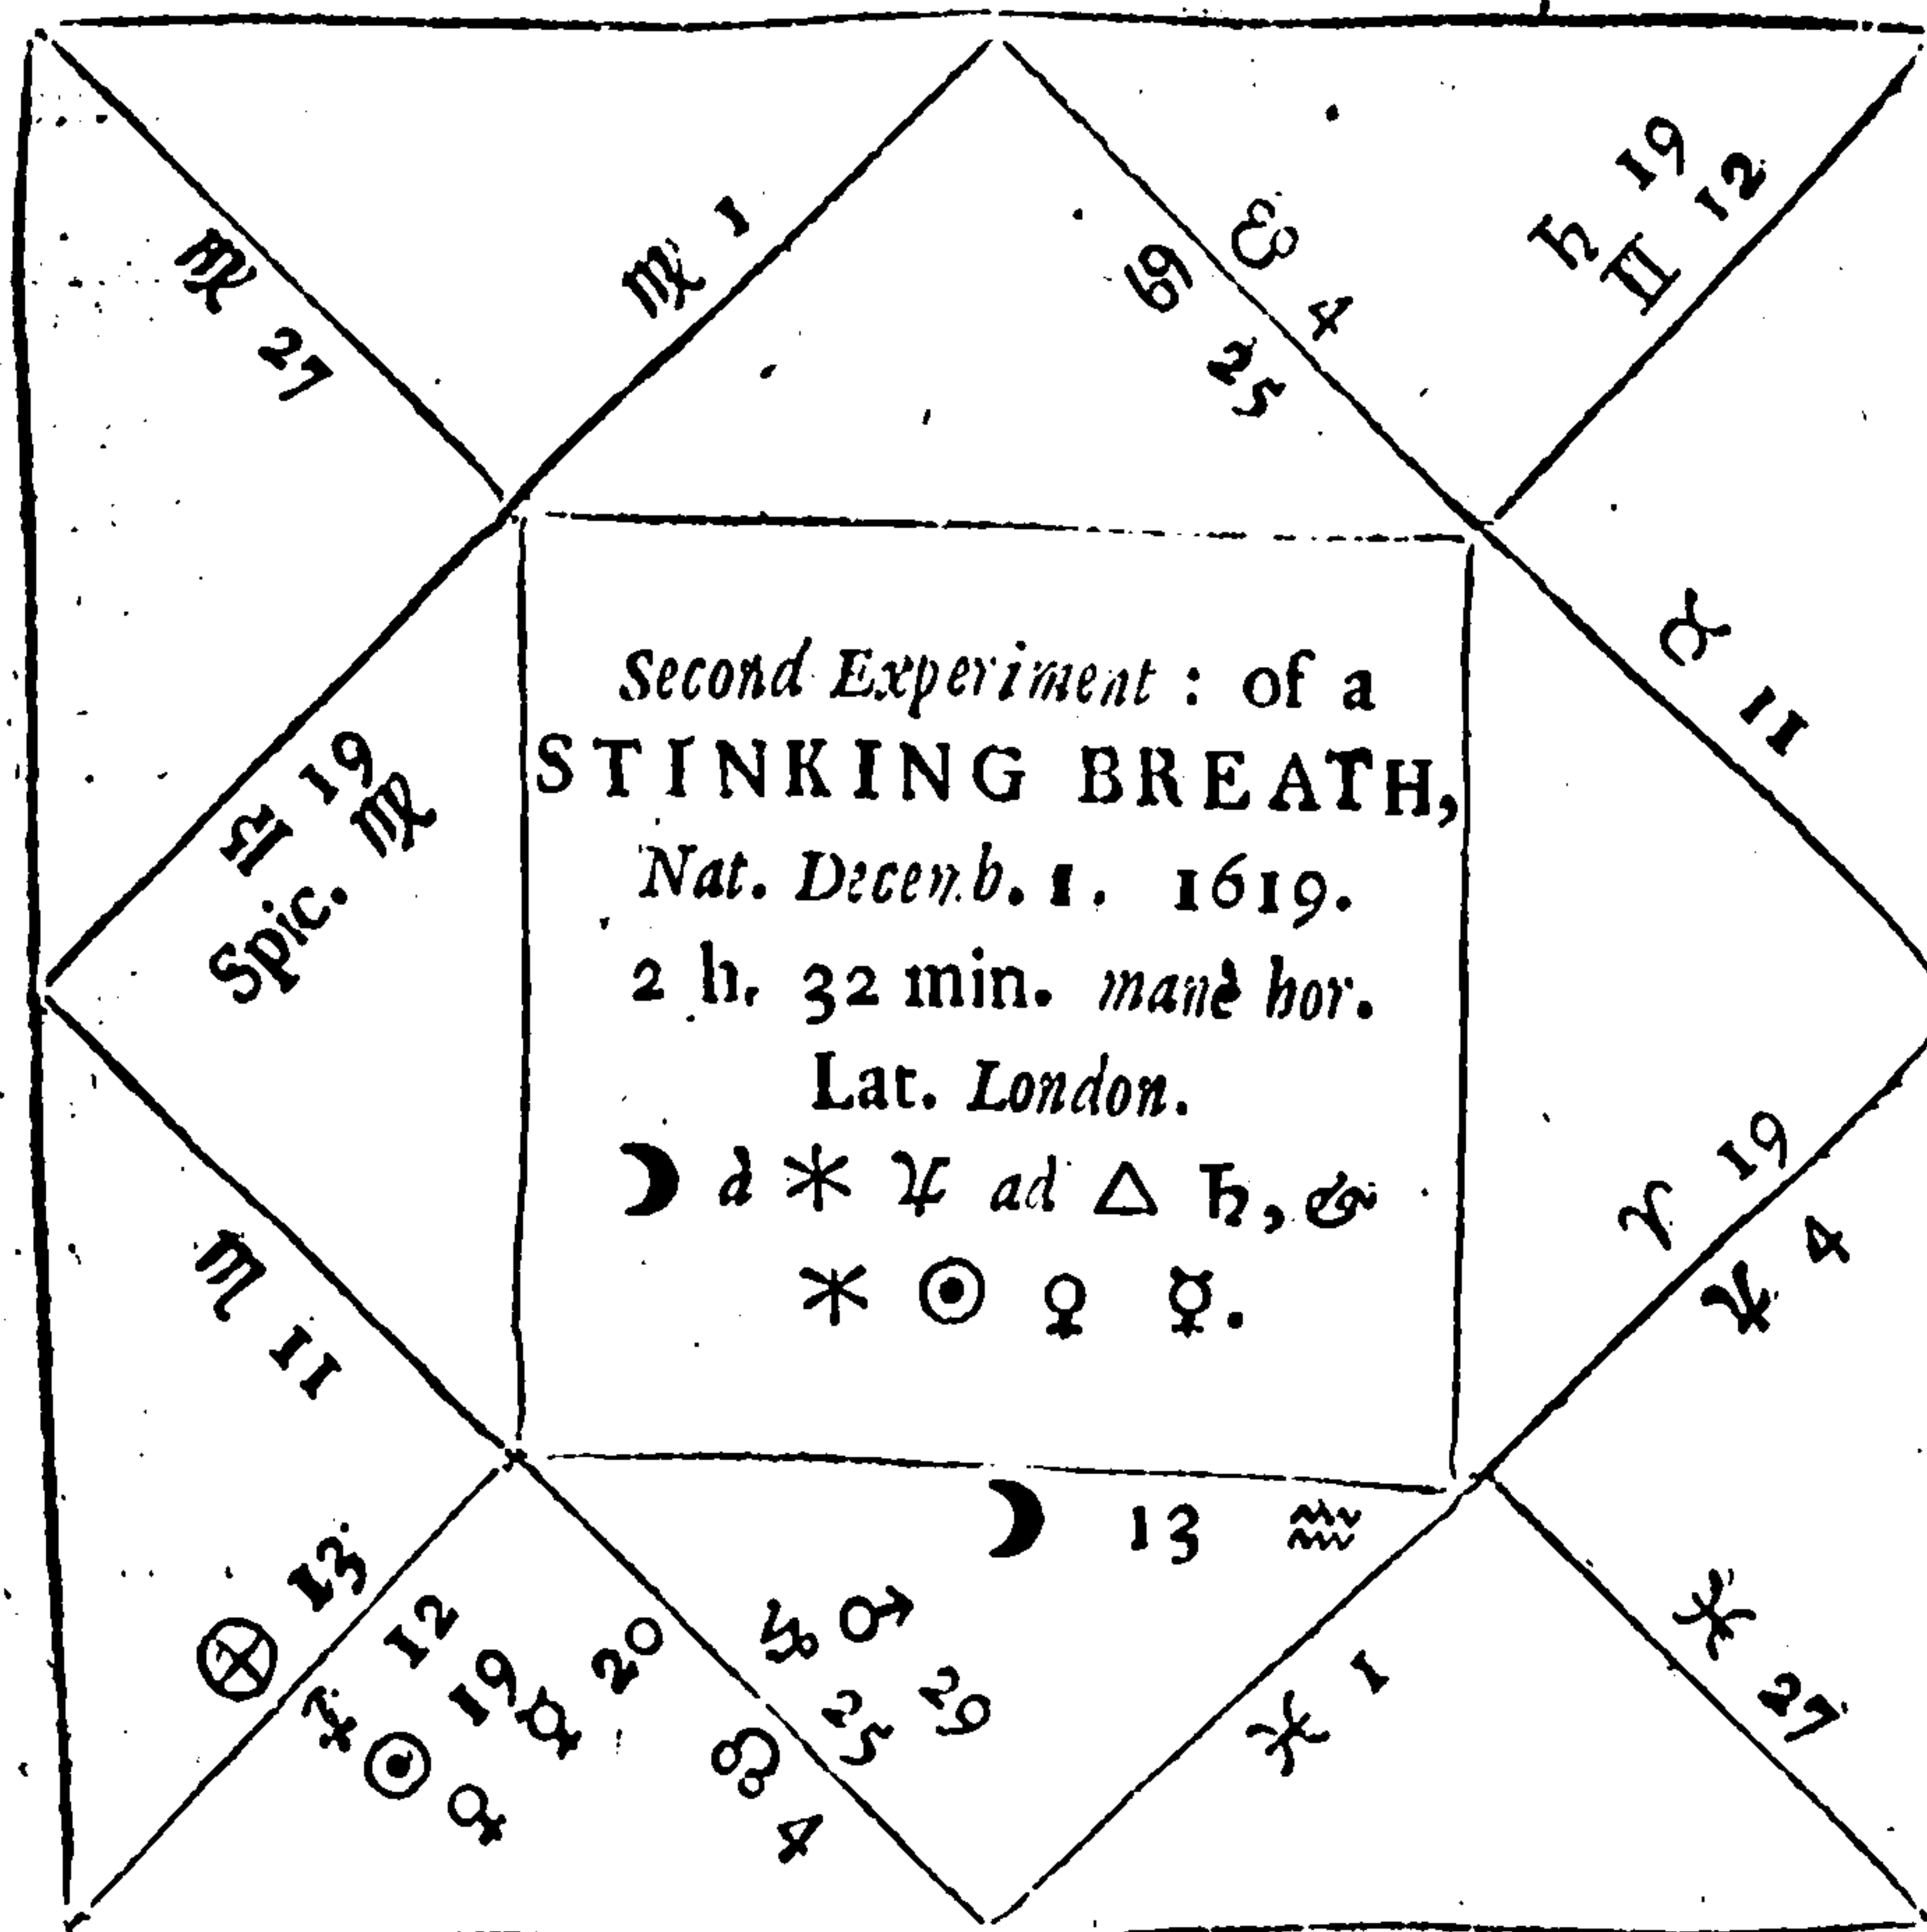 ♍ 27
♍ 1
♋ 25
☋ 4
♄ 19
♊ 12
♉ 11
♎ 19
Spic. ♍
Second Experiment : of a
STINKING BREATH,
Nat. Decemb. 1. 1619.
2 h. 32 min. manè hor.
Lat. London.
☽ à ⚹ ♃ ad △ ♄, &
⚹ ☉ ♀ ☿.
♈ 19
♃ 4
♏ 11
⊗ 13
♐ 12
☉ 19
♀ ☿ 20
☊ 4
♑ 25
♂ 29
☽ 13 ♒
♓ 1
♓ 27